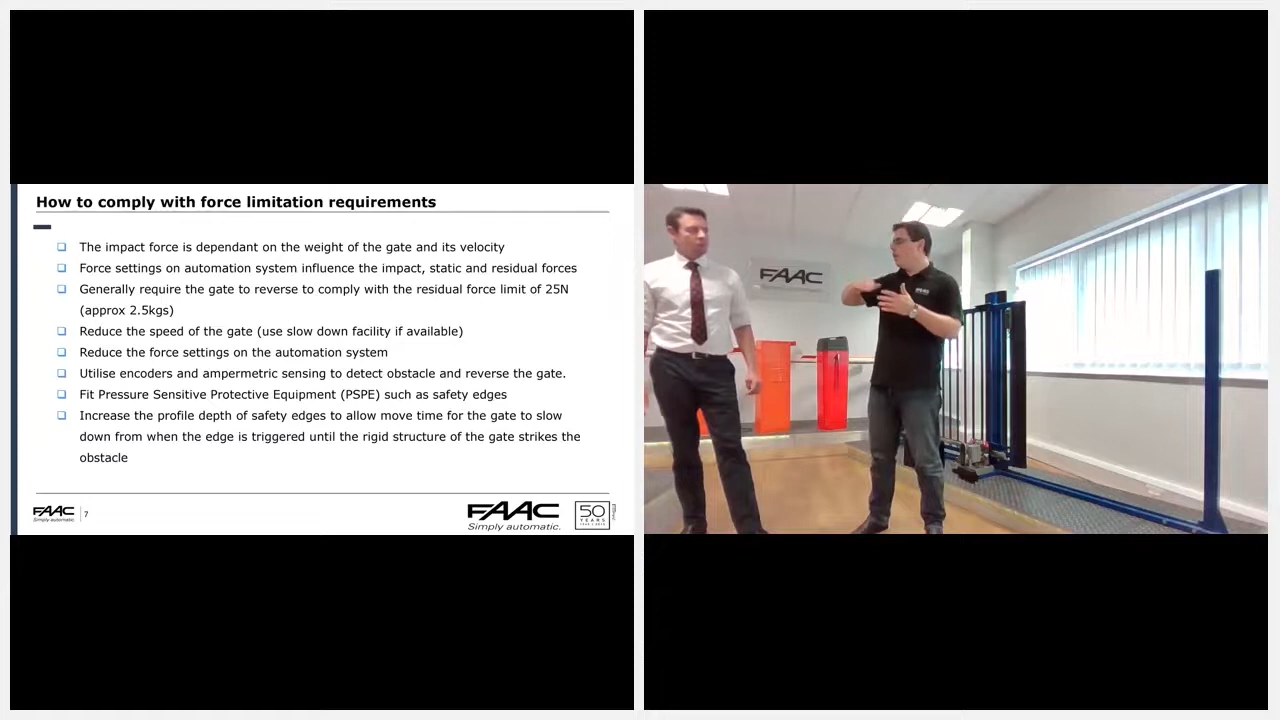 How to comply with force limitation requirements
The impact force is dependant on the weight of the gate and its velocity
Force settings on automation system influence the impact, static and residual forces
Generally require the gate to reverse to comply with the residual force limit of 25N
(approx 2.5kgs)
Reduce the speed of the gate (use slow down facility if available)
Reduce the force settings on the automation system
Utilise encoders and ampermetric sensing to detect obstacle and reverse the gate.
Fit Pressure Sensitive Protective Equipment (PSPE) such as safety edges
Increase the profile depth of safety edges to allow move time for the gate to slow
down from when the edge is triggered until the rigid structure of the gate strikes the
obstacle
FAAC
Simply automatic.
7
FAAC
Simply automatic.
50
YEARS
FAAC